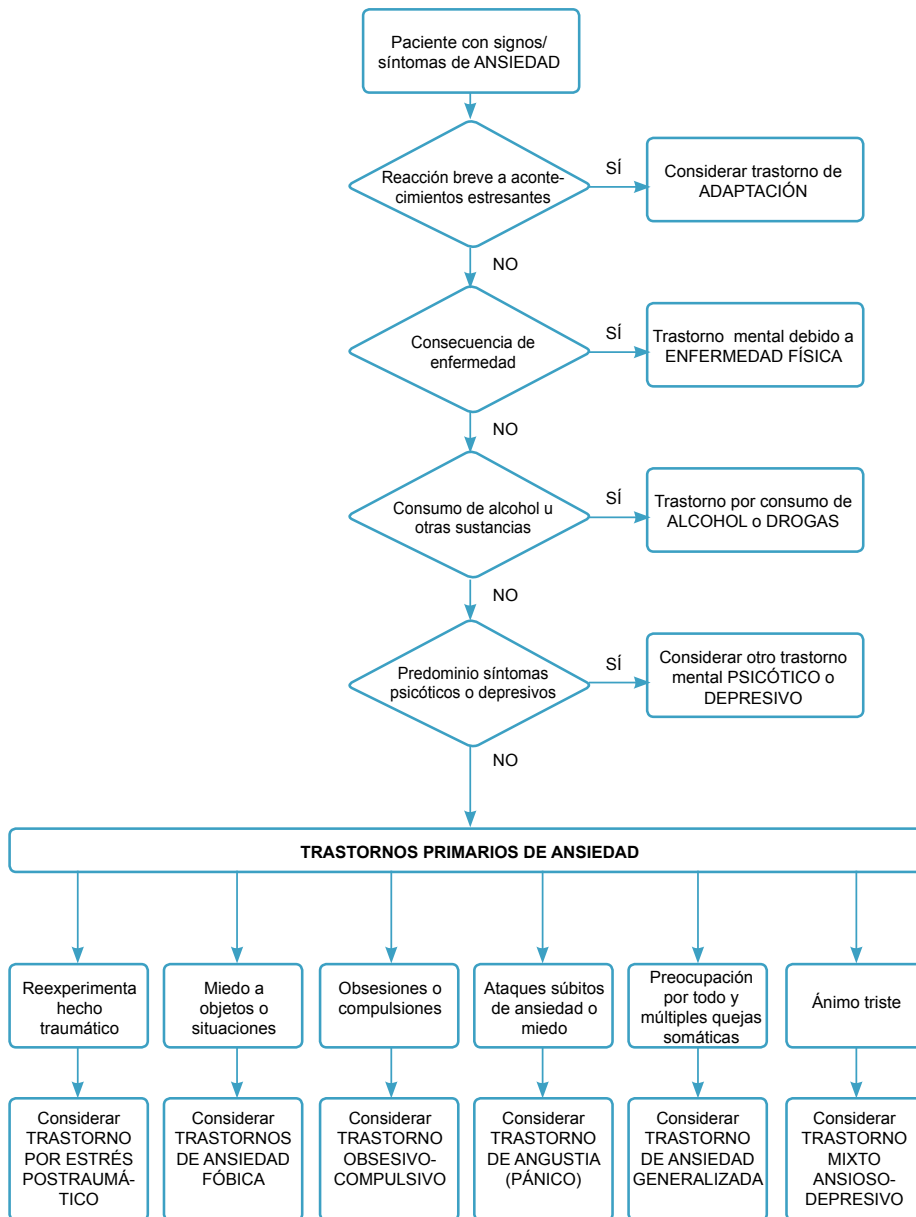 Paciente con signos/
síntomas de ANSIEDAD
Reacción breve a aconte-
cimientos estresantes
SÍ
Considerar trastorno de
ADAPTACIÓN
NO
Consecuencia de
enfermedad
SÍ
Trastorno mental debido a
ENFERMEDAD FÍSICA
NO
Consumo de alcohol u
otras sustancias
SÍ
Trastorno por consumo de
ALCOHOL o DROGAS
NO
Predominio síntomas
psicóticos o depresivos
SÍ
Considerar otro trastorno
mental PSICÓTICO o
DEPRESIVO
NO
TRASTORNOS PRIMARIOS DE ANSIEDAD
Reexperimenta
hecho
traumático
Miedo a
objetos o
situaciones
Obsesiones o
compulsiones
Ataques súbitos
de ansiedad o
miedo
Preocupación
por todo y
múltiples quejas
somáticas
Ánimo triste
Considerar
TRASTORNO
POR ESTRÉS
POSTRAUMÁ-
TICO
Considerar
TRASTORNOS
DE ANSIEDAD
FÓBICA
Considerar
TRASTORNO
OBSESIVO-
COMPULSIVO
Considerar
TRASTORNO
DE ANGUSTIA
(PÁNICO)
Considerar
TRASTORNO
DE ANSIEDAD
GENERALIZADA
Considerar
TRASTORNO
MIXTO
ANSIOSO-
DEPRESIVO